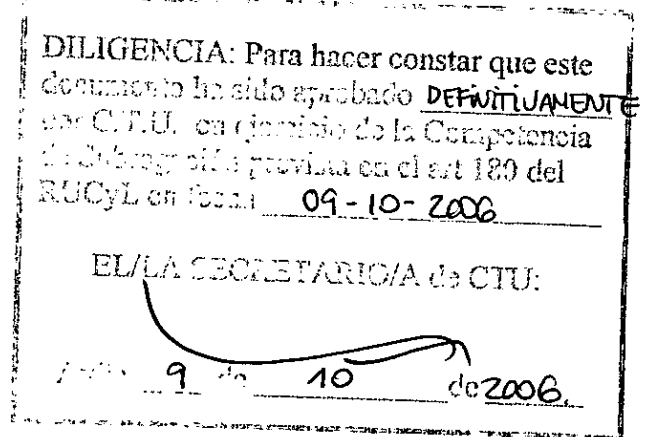 DILIGENCIA: Para hacer constar que este
documento ha sido aprobado DEFINITIVAMENTE
por C.T.U. en ejercicio de la Competencia
de Subrogación prevista en el art 189 del
RUCyL en fecha 09-10-2006
EL/LA SECRETARIO/A de CTU:
9 de 10 de 2006.